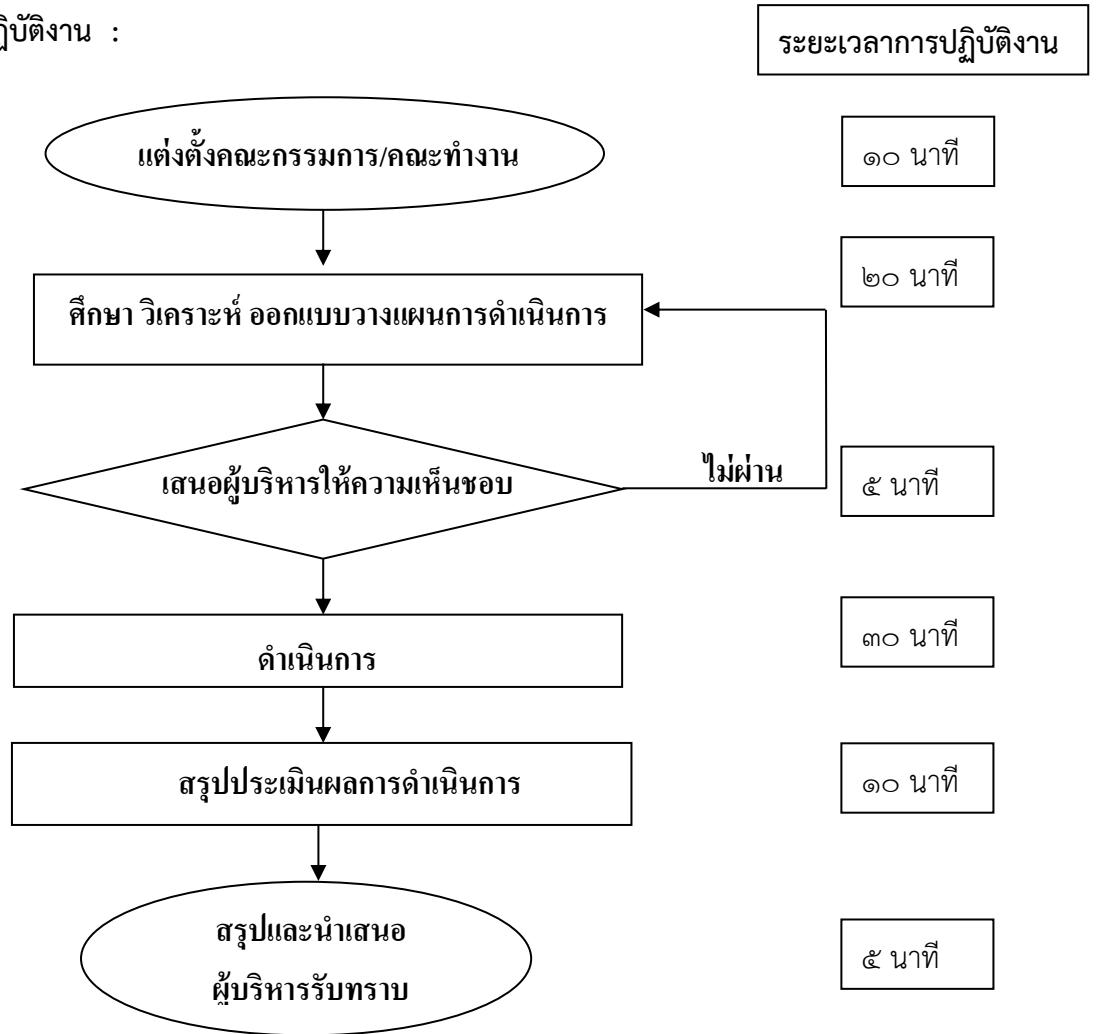 ฏิบัติงาน :
ระยะเวลาการปฏิบัติงาน
แต่งตั้งคณะกรรมการ/คณะทำงาน
๑๐ นาที
ศึกษา วิเคราะห์ ออกแบบวางแผนการดำเนินการ
๒๐ นาที
เสนอผู้บริหารให้ความเห็นชอบ
ไม่ผ่าน
๕ นาที
ดำเนินการ
๓๐ นาที
สรุปประเมินผลการดำเนินการ
๑๐ นาที
สรุปและนำเสนอ
ผู้บริหารรับทราบ
๕ นาที